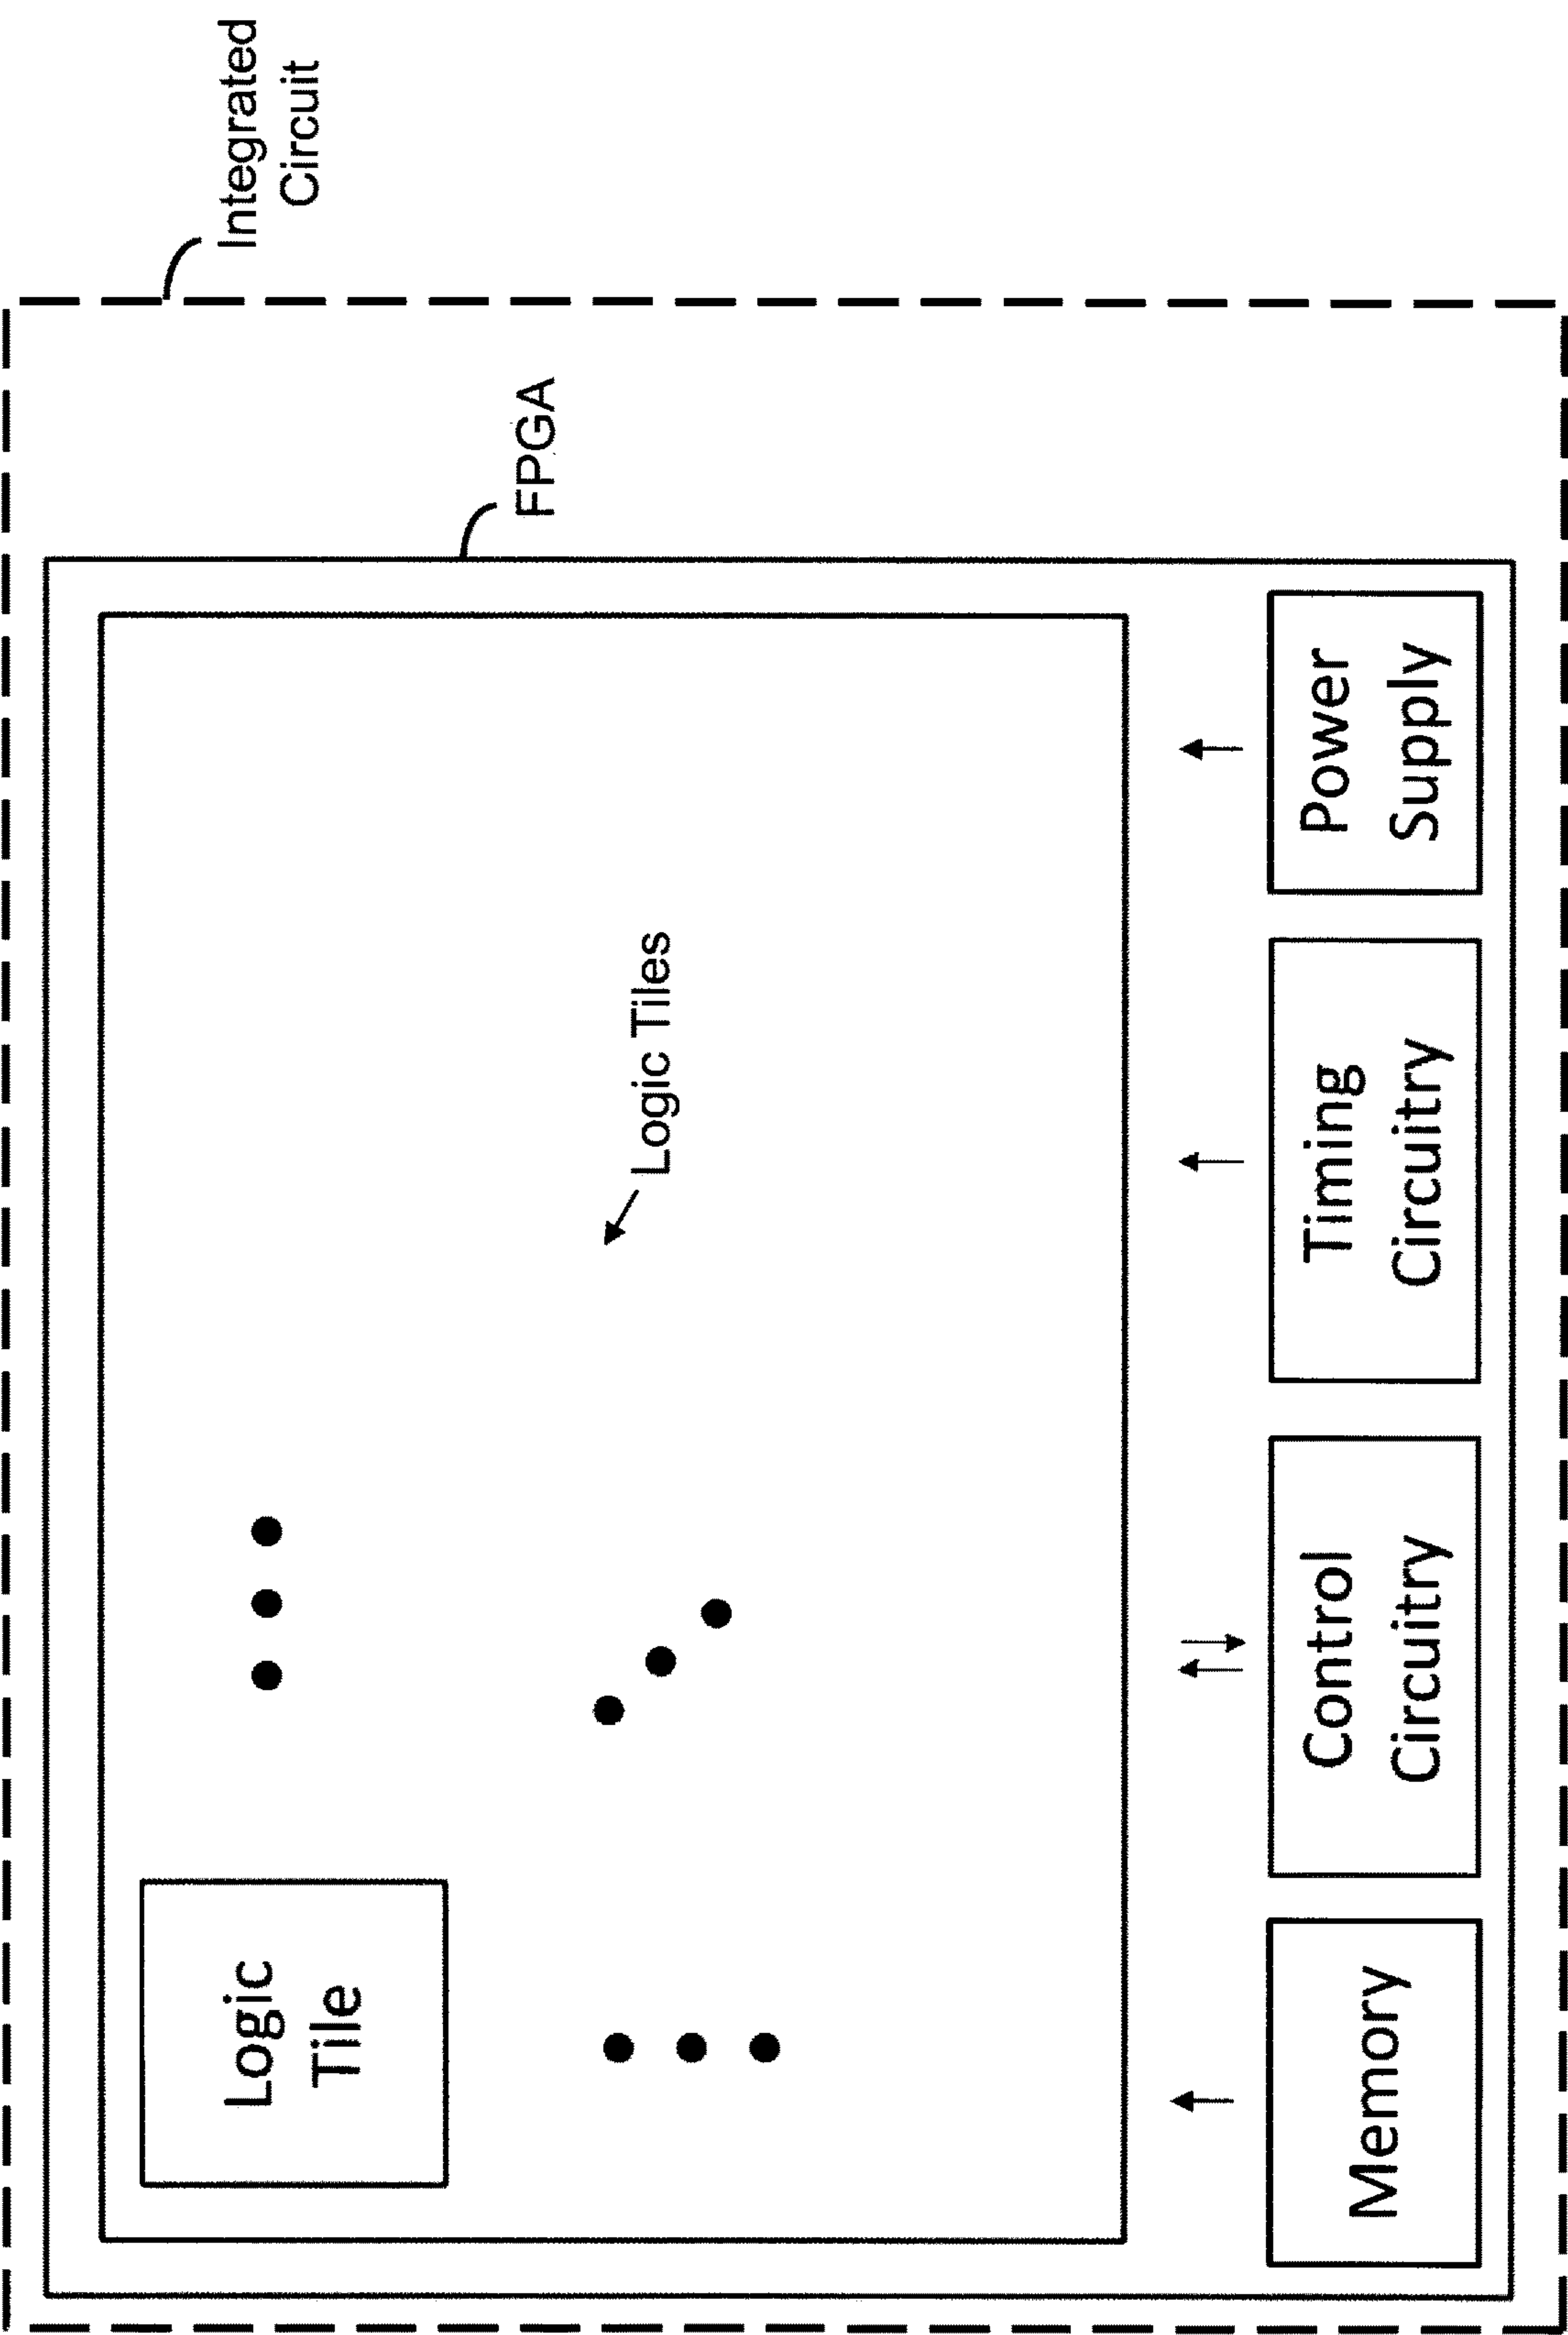 Integrated
Circuit
FPGA
Logic
Tile
Logic Tiles
Memory
Control
Circuitry
Timing
Circuitry
Power
Supply